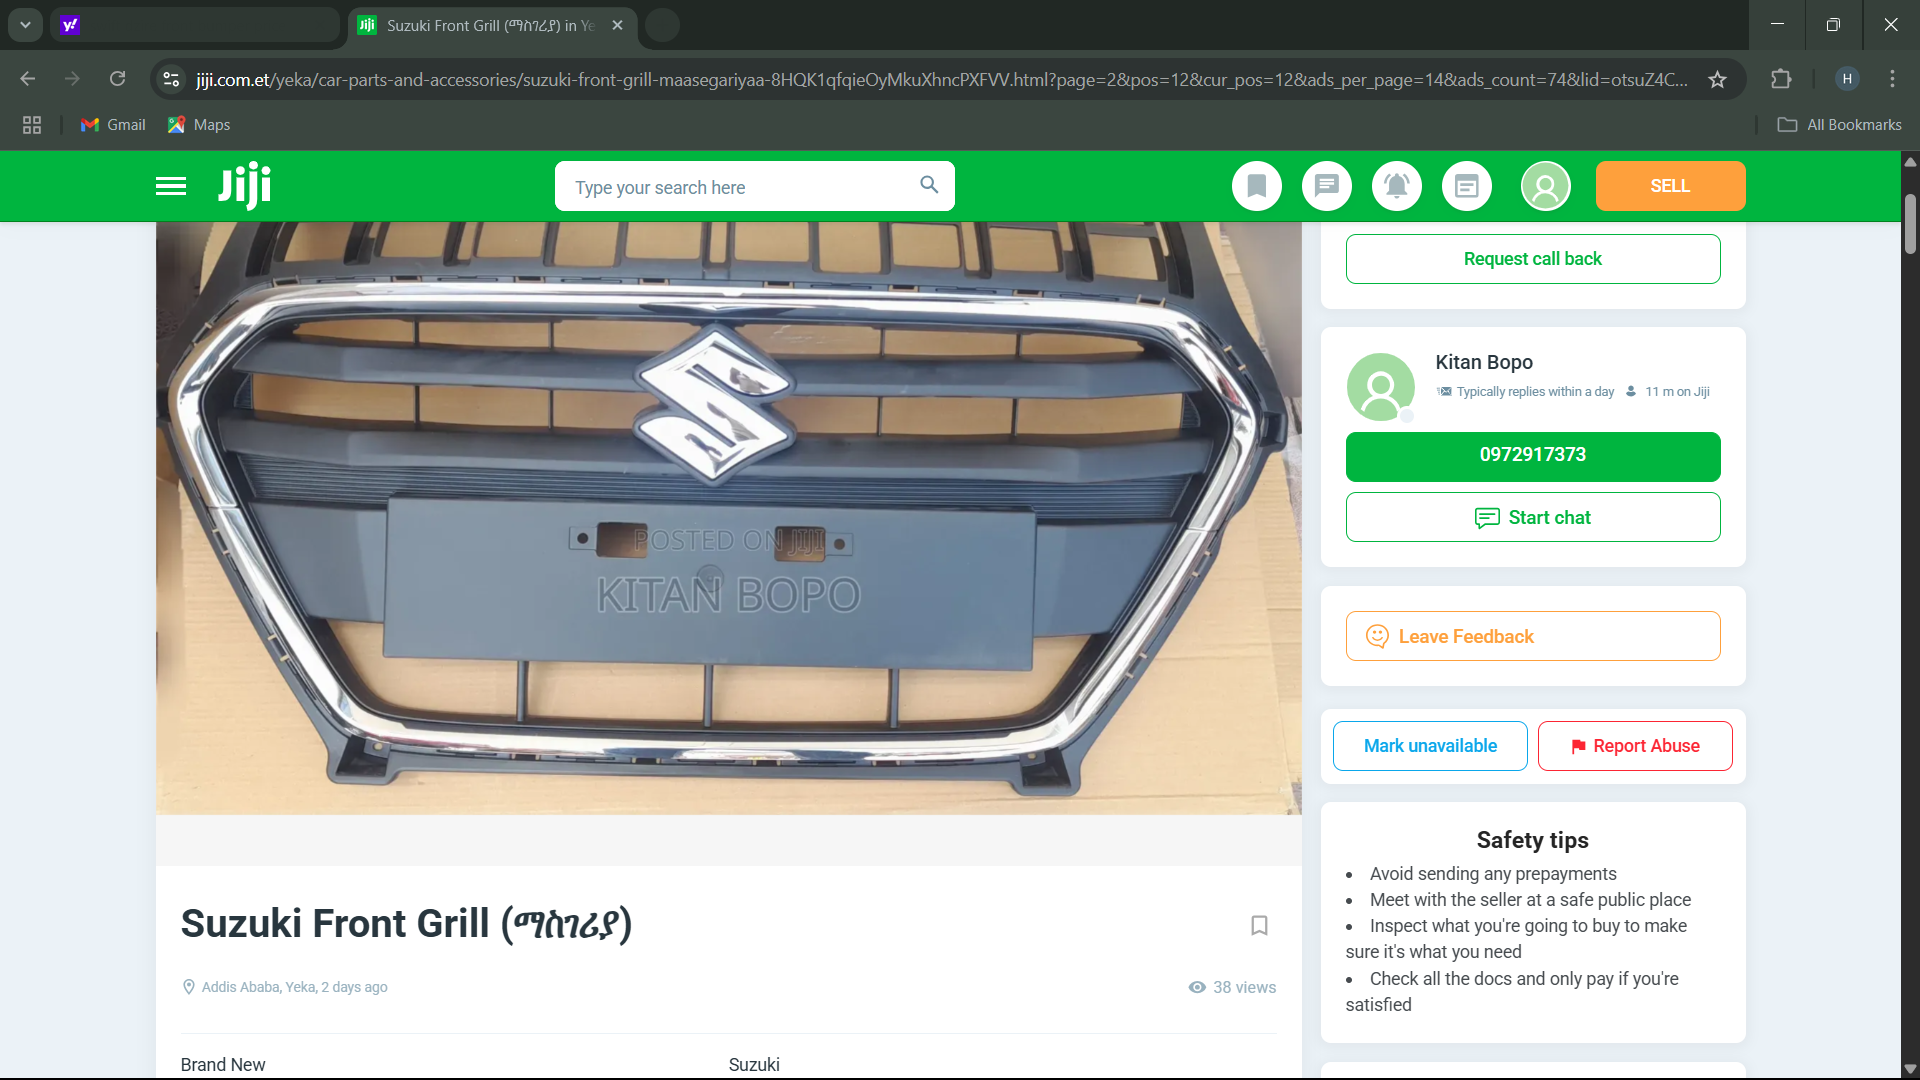 Suzuki Front Grill (ማስገሪያ) in Ye
jiji.com.et/yeka/car-parts-and-accessories/suzuki-front-grill-maasegariyaa-8HQK1qfqieOyMkuXhncPXFVV.html?page=2&pos=12&cur_pos=12&ads_per_page=14&ads_count=74&lid=otsuZ4C...
H
Gmail
Maps
All Bookmarks
Jiji
Type your search here
SELL
Request call back
Kitan Bopo
Typically replies within a day
11 m on Jiji
0972917373
Start chat
POSTED ON JIJI
KITAN BOPO
Leave Feedback
Mark unavailable
Report Abuse
Safety tips
• Avoid sending any prepayments
• Meet with the seller at a safe public place
• Inspect what you're going to buy to make
sure it's what you need
• Check all the docs and only pay if you're
satisfied
Suzuki Front Grill (ማስገሪያ)
Addis Ababa, Yeka, 2 days ago
38 views
Brand New
Suzuki